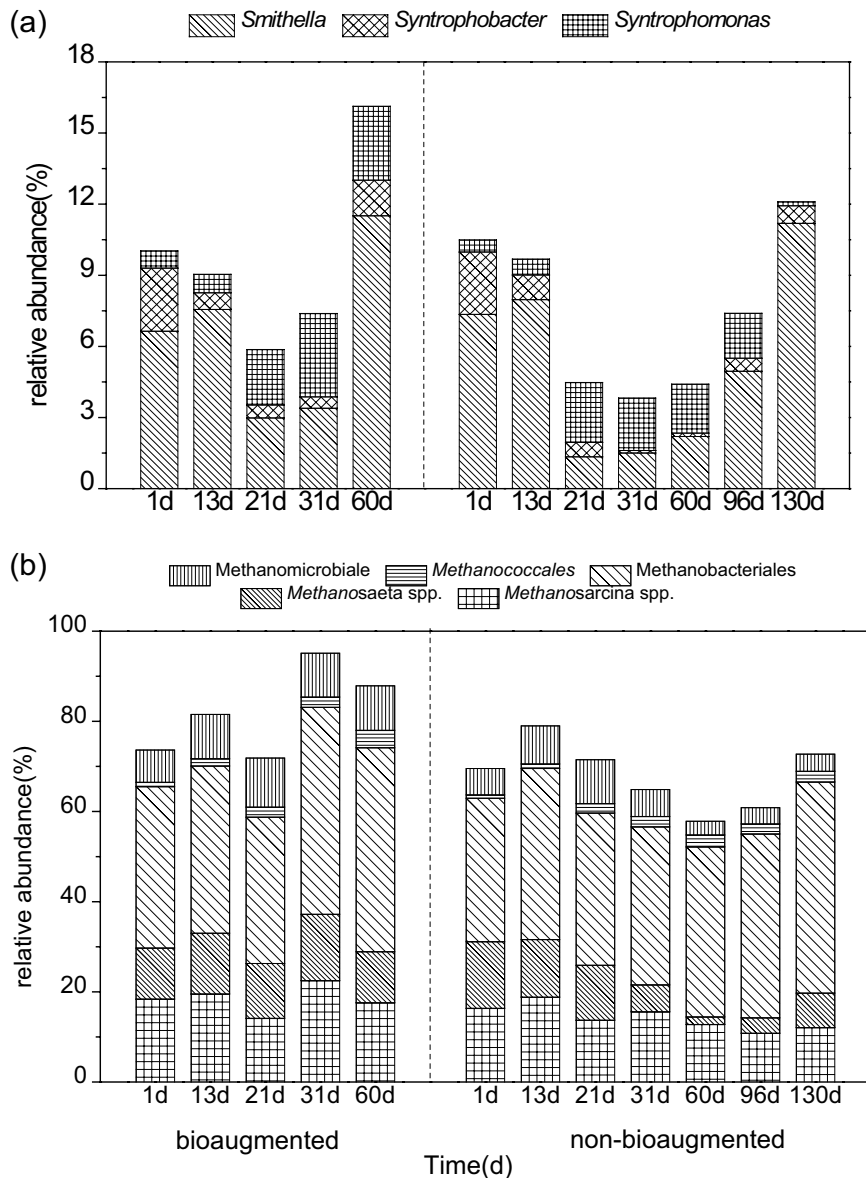 (a)
Smithella Syntrophobacter Syntrophomonas
18
15
12
9
6
3
0
relative abundance(%)
1d 13d 21d 31d 60d 1d 13d 21d 31d 60d 96d 130d
(b)
Methanomicrobiale Methanococcales Methanobacteriales
Methanosaeta spp. Methanosarcina spp.
100
80
60
40
20
0
relative abundance(%)
1d 13d 21d 31d 60d 1d 13d 21d 31d 60d 96d 130d
bioaugmented non-bioaugmented
Time(d)